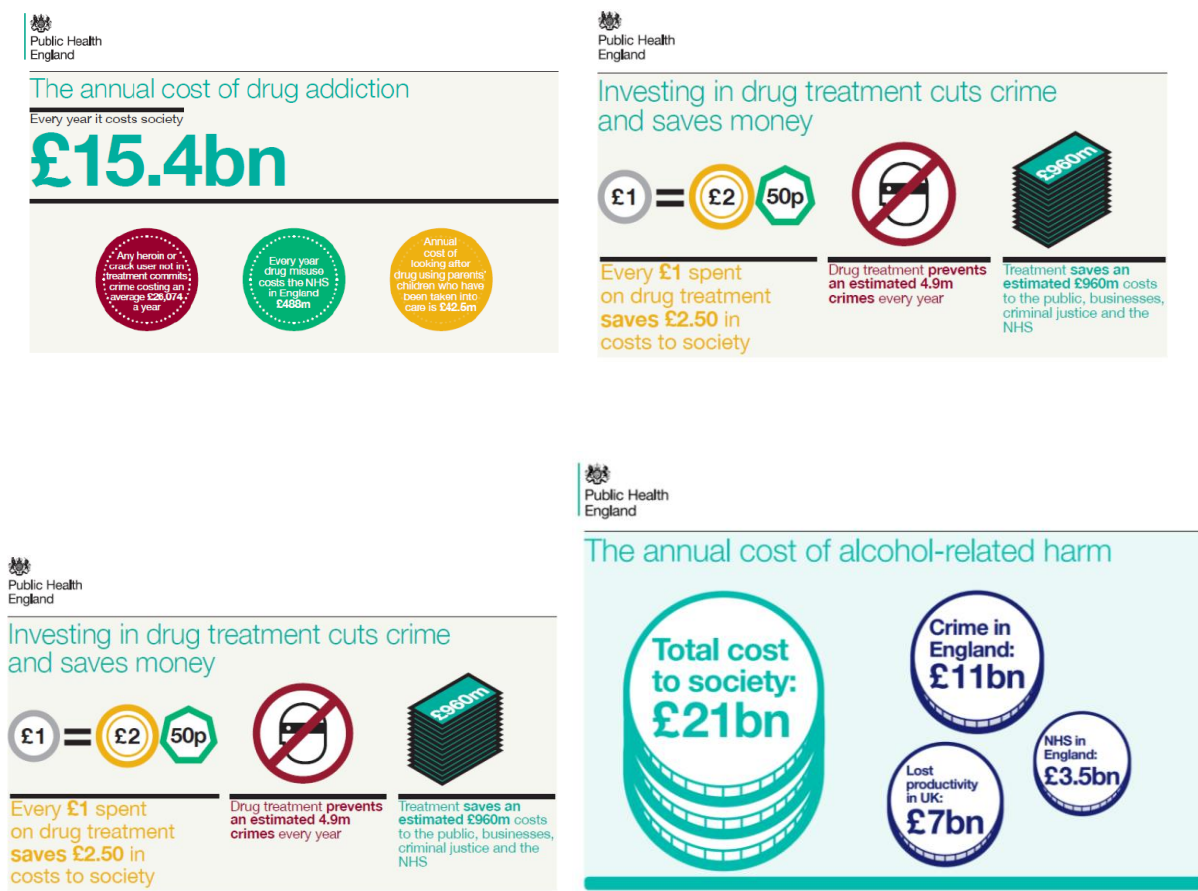 Public Health
England
The annual cost of drug addiction
Every year it costs society
£15.4bn
Any heroin or
crack user not in
treatment commits
crime costing an
average £26,074
a year
Every year
drug misuse
costs the NHS
in England
£488m
Annual
cost of
looking after
drug using parents'
children who have
been taken into
care is £42.5m
Public Health
England
Investing in drug treatment cuts crime
and saves money
£1 = £2 50p
£960m
Every £1 spent
on drug treatment
saves £2.50 in
costs to society
Drug treatment prevents
an estimated 4.9m
crimes every year
Treatment saves an
estimated £960m costs
to the public, businesses,
criminal justice and the
NHS
Public Health
England
Investing in drug treatment cuts crime
and saves money
£1 = £2 50p
£960m
Every £1 spent
on drug treatment
saves £2.50 in
costs to society
Drug treatment prevents
an estimated 4.9m
crimes every year
Treatment saves an
estimated £960m costs
to the public, businesses,
criminal justice and the
NHS
Public Health
England
The annual cost of alcohol-related harm
Total cost
to society:
£21bn
Crime in
England:
£11bn
NHS in
England:
£3.5bn
Lost
productivity
in UK:
£7bn